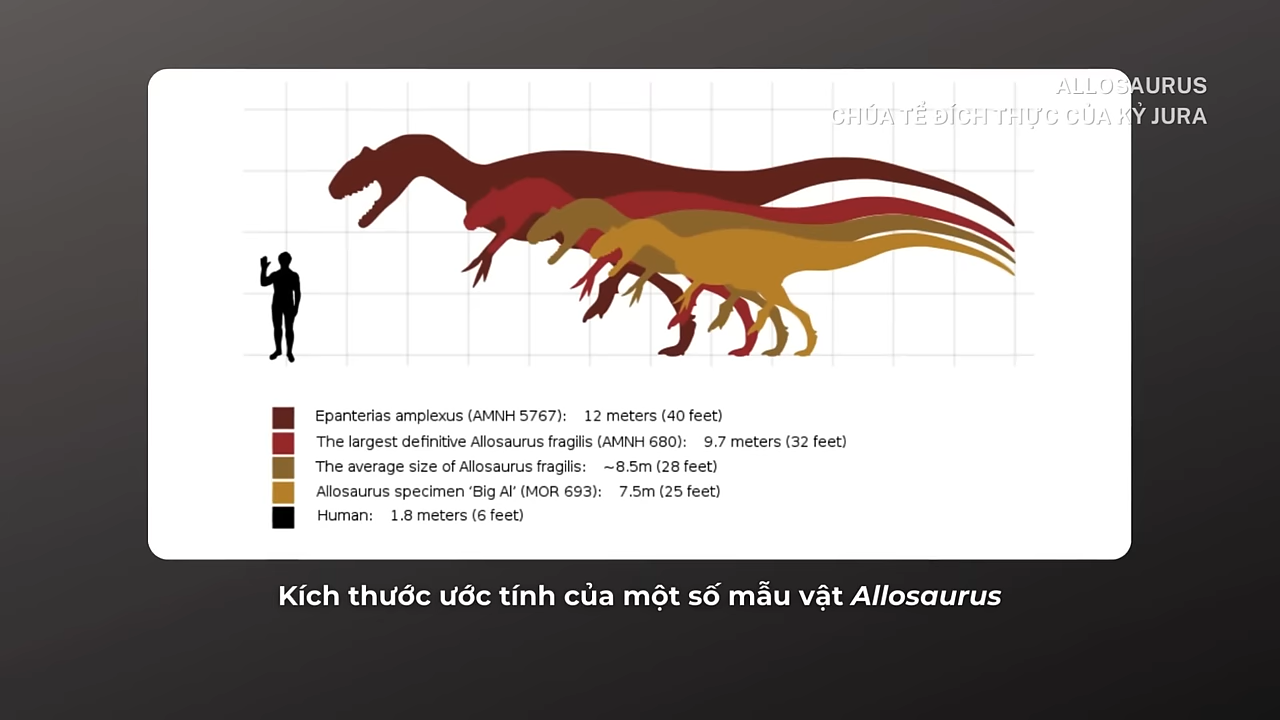 ALLOSAURUS
CHÚA TỂ ĐÍCH THỰC CỦA KỶ JURA
Epanterias amplexus (AMNH 5767): 12 meters (40 feet)
The largest definitive Allosaurus fragilis (AMNH 680): 9.7 meters (32 feet)
The average size of Allosaurus fragilis: ~8.5m (28 feet)
Allosaurus specimen ‘Big Al’ (MOR 693): 7.5m (25 feet)
Human: 1.8 meters (6 feet)
Kích thước ước tính của một số mẫu vật Allosaurus